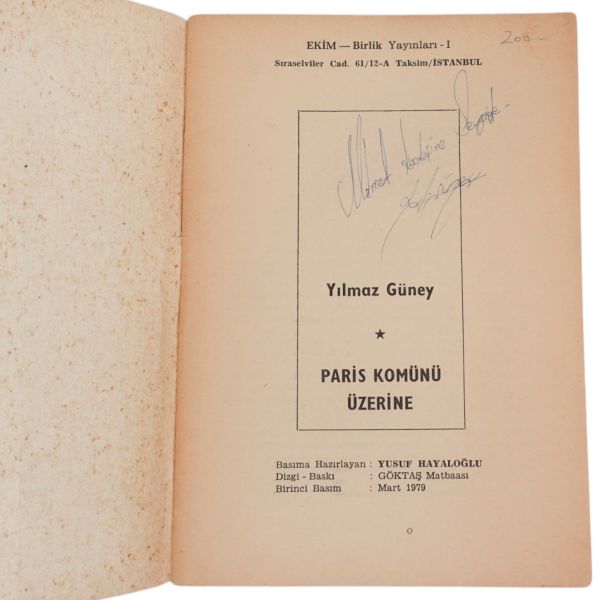 EKİM — Birlik Yayınları - I
200.—
Sıraselviler Cad. 61/12-A Taksim/İSTANBUL
Yılmaz Güney
★
PARİS KOMÜNÜ
ÜZERİNE
Basıma Hazırlayan : YUSUF HAYALOĞLU
Dizgi - Baskı : GÖKTAŞ Matbaası
Birinci Basım : Mart 1979